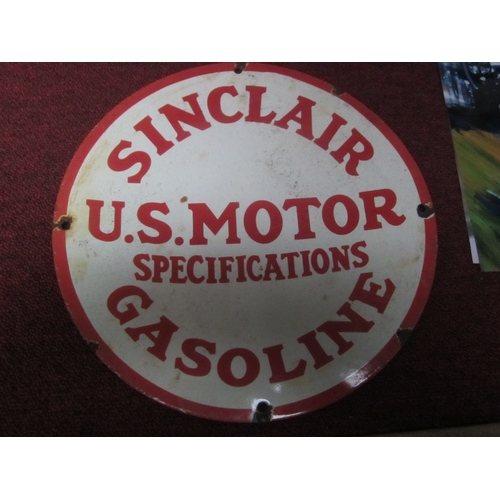 SINCLAIR
U.S. MOTOR
SPECIFICATIONS
GASOLINE